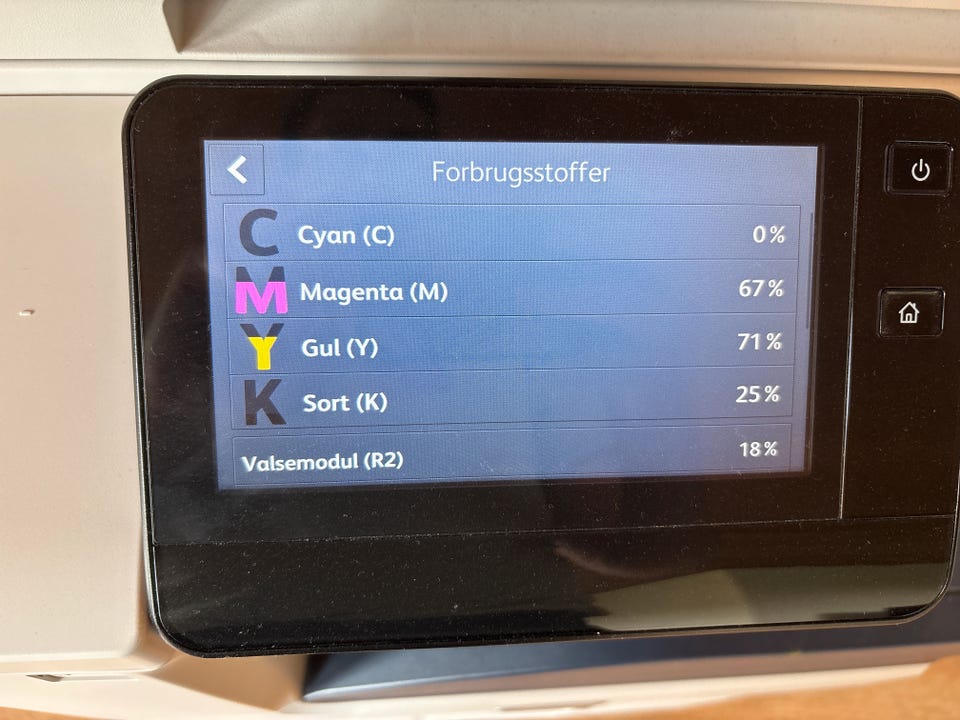 Forbrugsstoffer
C Cyan (C) 0 %
M Magenta (M) 67 %
Y Gul (Y) 71 %
K Sort (K) 25 %
Valsemodul (R2) 18 %